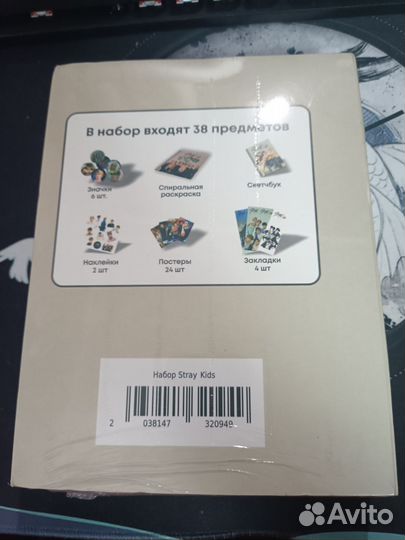 В набор входят 38 предметов
Значки
6 шт.
Спиральная
раскраска
Скетчбук
Наклейки
2 шт
Постеры
24 шт
Закладки
4 шт
Набор Stray Kids
2 038147 320949
Avito